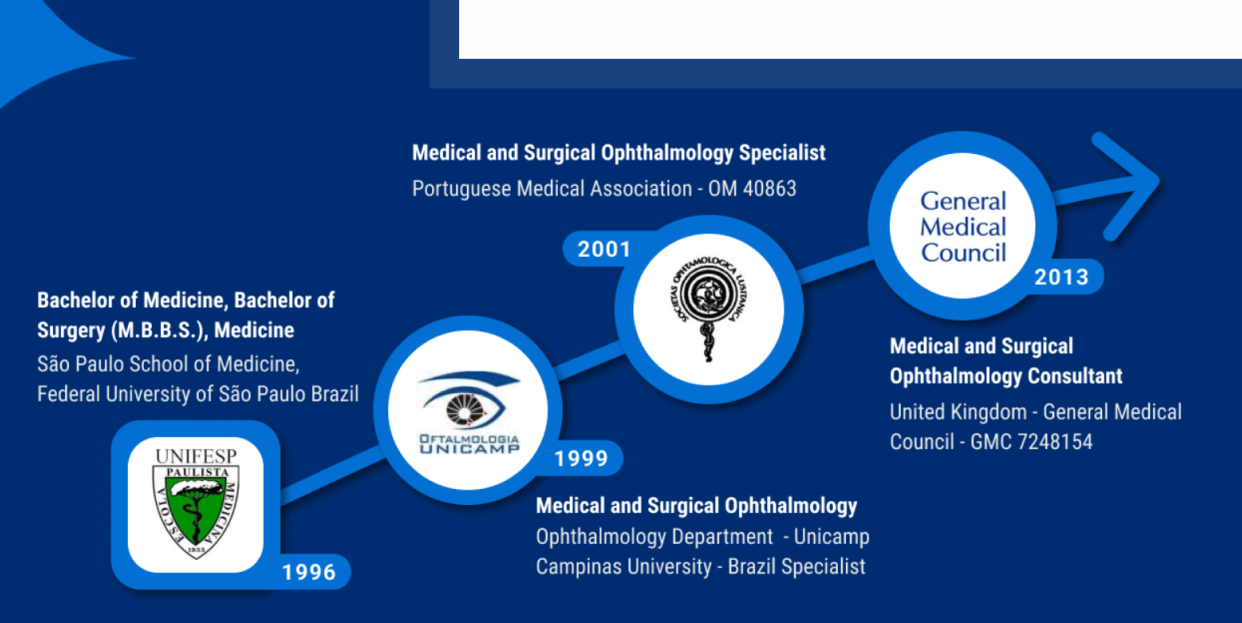 Medical and Surgical Ophthalmology Specialist
Portuguese Medical Association - OM 40863
2001
SOCIETAS OPHTAMOLOGICA LUSITANICA
General
Medical
Council
2013
Medical and Surgical
Ophthalmology Consultant
United Kingdom - General Medical
Council - GMC 7248154
Bachelor of Medicine, Bachelor of
Surgery (M.B.B.S.), Medicine
São Paulo School of Medicine,
Federal University of São Paulo Brazil
UNIFESP
PAULISTA
ESCOLA
MEDICINA
1933
1996
OFTALMOLOGIA
UNICAMP
1999
Medical and Surgical Ophthalmology
Ophthalmology Department - Unicamp
Campinas University - Brazil Specialist